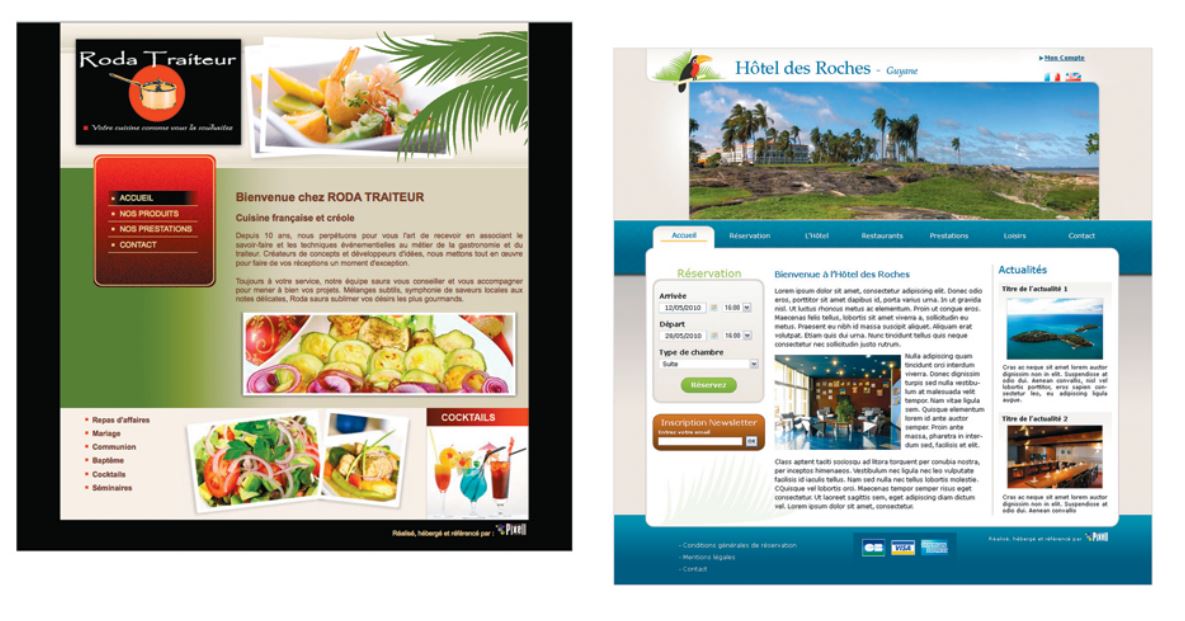 Roda Traiteur
Votre cuisine comme vous la souhaitez
ACCUEIL
NOS PRODUITS
NOS PRESTATIONS
CONTACT
Bienvenue chez RODA TRAITEUR
Cuisine française et créole
Depuis 10 ans, nous perpétuons pour vous l'art de recevoir en associant le
savoir-faire et les techniques événementielles au métier de la gastronomie et du
traiteur. Créateurs de concepts et développeurs d'idées, nous mettons tout en œuvre
pour faire de vos réceptions un moment d'exception.
Toujours à votre service, notre équipe saura vous conseiller et vous accompagner
pour mener à bien vos projets. Mélanges subtils, symphonie de saveurs locales aux
notes délicates, Roda saura sublimer vos désirs les plus gourmands.
Repas d'affaires
Mariage
Communion
Baptême
Cocktails
Séminaires
COCKTAILS
Réalisé, hébergé et référencé par : Pixell
Hôtel des Roches - Guyane
Mon Compte
Accueil
Réservation
L'Hôtel
Restaurants
Prestations
Loisirs
Contact
Réservation
Arrivée
12/05/2010 16:00
Départ
28/05/2010 16:00
Type de chambre
Suite
Réservez
Inscription Newsletter
Entrez votre email
OK
Bienvenue à l'Hôtel des Roches
Lorem ipsum dolor sit amet, consectetur adipiscing elit. Donec odio
eros, porttitor sit amet dapibus id, porta varius urna. In ut gravida
nisl. Ut luctus rhoncus metus ac elementum. Proin ut congue eros.
Maecenas felis tellus, lobortis sit amet viverra a, sollicitudin eu
metus. Praesent eu nibh id massa suscipit aliquet. Aliquam erat
volutpat. Etiam quis dui urna. Nunc tincidunt tellus quis neque
consectetur nec sollicitudin justo rutrum.
Nulla adipiscing quam
tincidunt orci interdum
viverra. Donec dignissim
turpis sed nulla vestibu-
lum at malesuada velit
tempor. Nam vitae ligula
sem. Quisque elementum
lorem id ante auctor
semper. Proin ante
massa, pharetra in inter-
dum sed, facilisis et elit.
Class aptent taciti sociosqu ad litora torquent per conubia nostra,
per inceptos himenaeos. Vestibulum nec ligula nec leo vulputate
facilisis id iaculis tellus. Nam sed nulla nec tellus lobortis molestie.
CQuisque vel lobortis orci. Maecenas tempor semper risus eget
consectetur. Ut laoreet sagittis sem, eget adipiscing diam dictum
vel. Lorem ipsum dolor sit amet, consectetur.
Actualités
Titre de l'actualité 1
Cras ac neque sit amet lorem auctor
dignissim non in elit. Suspendisse at
odio dui. Aenean convallis, nisl vel
lobortis porttitor, eros sapien con-
sectetur leo, eu adipiscing ligula
augue.
Titre de l'actualité 2
Cras ac neque sit amet lorem auctor
dignissim non in elit. Suspendisse at
odio dui. Aenean convallis
- Conditions générales de réservation
- Mentions légales
- Contact
CB
VISA
Réalisé, hébergé et référencé par Pixell